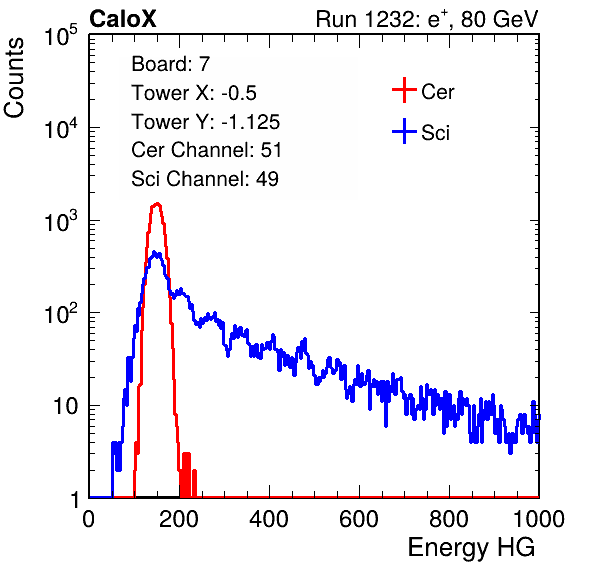 CaloX Run 1232: e⁺, 80 GeV
Board: 7
Tower X: -0.5
Tower Y: -1.125
Cer Channel: 51
Sci Channel: 49
Cer
Sci
Counts
10⁵
10⁴
10³
10²
10
1
0 200 400 600 800 1000
Energy HG